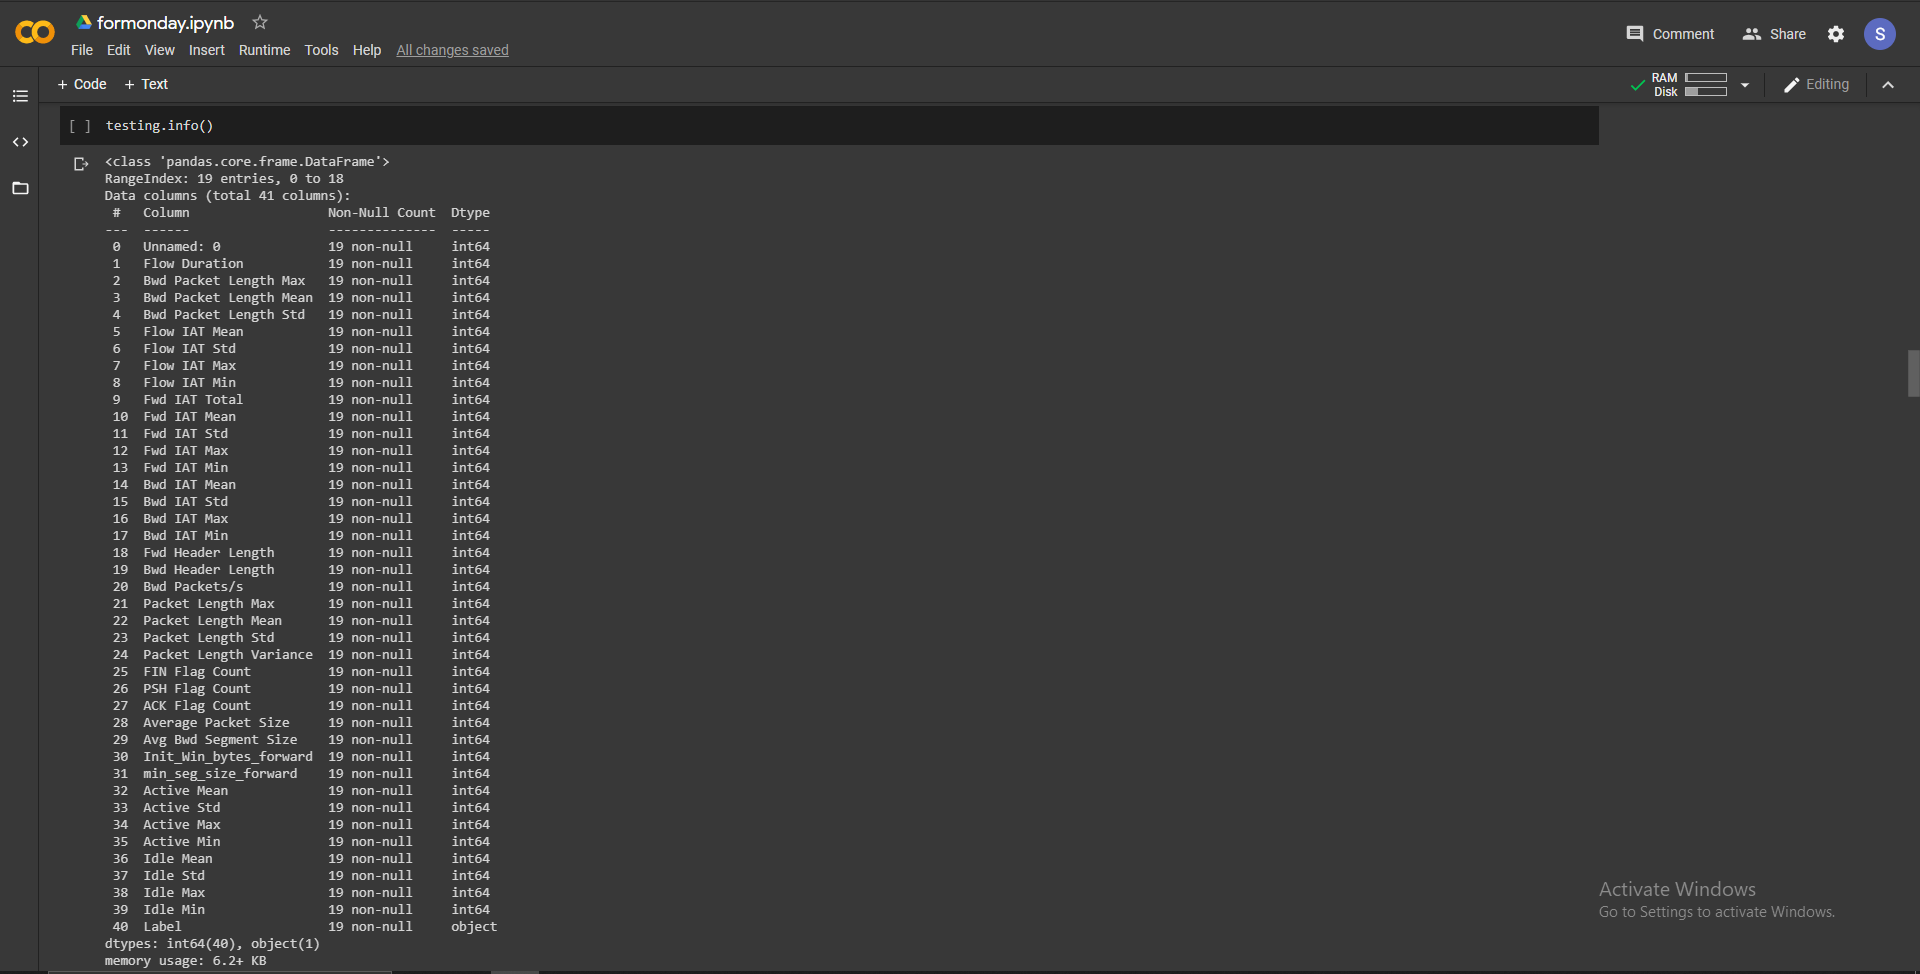 formonday.ipynb
File Edit View Insert Runtime Tools Help All changes saved
Comment Share S
+ Code + Text
RAM
Disk
Editing
[ ] testing.info()
<class 'pandas.core.frame.DataFrame'>
RangeIndex: 19 entries, 0 to 18
Data columns (total 41 columns):
 #   Column                  Non-Null Count  Dtype
---  ------                  --------------  -----
 0   Unnamed: 0              19 non-null     int64
 1   Flow Duration           19 non-null     int64
 2   Bwd Packet Length Max   19 non-null     int64
 3   Bwd Packet Length Mean  19 non-null     int64
 4   Bwd Packet Length Std   19 non-null     int64
 5   Flow IAT Mean           19 non-null     int64
 6   Flow IAT Std            19 non-null     int64
 7   Flow IAT Max            19 non-null     int64
 8   Flow IAT Min            19 non-null     int64
 9   Fwd IAT Total           19 non-null     int64
 10  Fwd IAT Mean            19 non-null     int64
 11  Fwd IAT Std             19 non-null     int64
 12  Fwd IAT Max             19 non-null     int64
 13  Fwd IAT Min             19 non-null     int64
 14  Bwd IAT Mean            19 non-null     int64
 15  Bwd IAT Std             19 non-null     int64
 16  Bwd IAT Max             19 non-null     int64
 17  Bwd IAT Min             19 non-null     int64
 18  Fwd Header Length       19 non-null     int64
 19  Bwd Header Length       19 non-null     int64
 20  Bwd Packets/s           19 non-null     int64
 21  Packet Length Max       19 non-null     int64
 22  Packet Length Mean      19 non-null     int64
 23  Packet Length Std       19 non-null     int64
 24  Packet Length Variance  19 non-null     int64
 25  FIN Flag Count          19 non-null     int64
 26  PSH Flag Count          19 non-null     int64
 27  ACK Flag Count          19 non-null     int64
 28  Average Packet Size     19 non-null     int64
 29  Avg Bwd Segment Size    19 non-null     int64
 30  Init_Win_bytes_forward  19 non-null     int64
 31  min_seg_size_forward    19 non-null     int64
 32  Active Mean             19 non-null     int64
 33  Active Std              19 non-null     int64
 34  Active Max              19 non-null     int64
 35  Active Min              19 non-null     int64
 36  Idle Mean               19 non-null     int64
 37  Idle Std                19 non-null     int64
 38  Idle Max                19 non-null     int64
 39  Idle Min                19 non-null     int64
 40  Label                   19 non-null     object
dtypes: int64(40), object(1)
memory usage: 6.2+ KB
Activate Windows
Go to Settings to activate Windows.